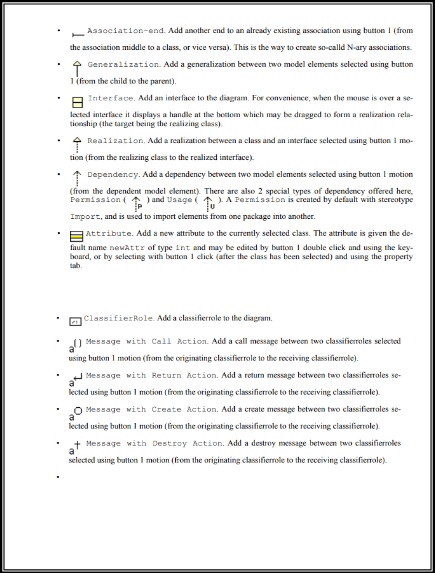 • Association-end. Add another end to an already existing association using button 1 (from
the association middle to a class, or vice versa). This is the way to create so-calld N-ary associations.
• Generalization. Add a generalization between two model elements selected using button
1 (from the child to the parent).
• Interface. Add an interface to the diagram. For convenience, when the mouse is over a se-
lected interface it displays a handle at the bottom which may be dragged to form a realization rela-
tionship (the target being the realizing class).
• Realization. Add a realization between a class and an interface selected using button 1 mo-
tion (from the realizing class to the realized interface).
• Dependency. Add a dependency between two model elements selected using button 1 motion
(from the dependent model element). There are also 2 special types of dependency offered here,
Permission ( P ) and Usage ( U ). A Permission is created by default with stereotype
Import, and is used to import elements from one package into another.
• Attribute. Add a new attribute to the currently selected class. The attribute is given the de-
fault name newAttr of type int and may be edited by button 1 double click and using the key-
board, or by selecting with button 1 click (after the class has been selected) and using the property
tab.
• ClassifierRole. Add a classifierrole to the diagram.
• a() Message with Call Action. Add a call message between two classifierroles selected
using button 1 motion (from the originating classifierrole to the receiving classifierrole).
• a Message with Return Action. Add a return message between two classifierroles se-
lected using button 1 motion (from the originating classifierrole to the receiving classifierrole).
• a Message with Create Action. Add a create message between two classifierroles se-
lected using button 1 motion (from the originating classifierrole to the receiving classifierrole).
• a Message with Destroy Action. Add a destroy message between two classifierroles
selected using button 1 motion (from the originating classifierrole to the receiving classifierrole).
•